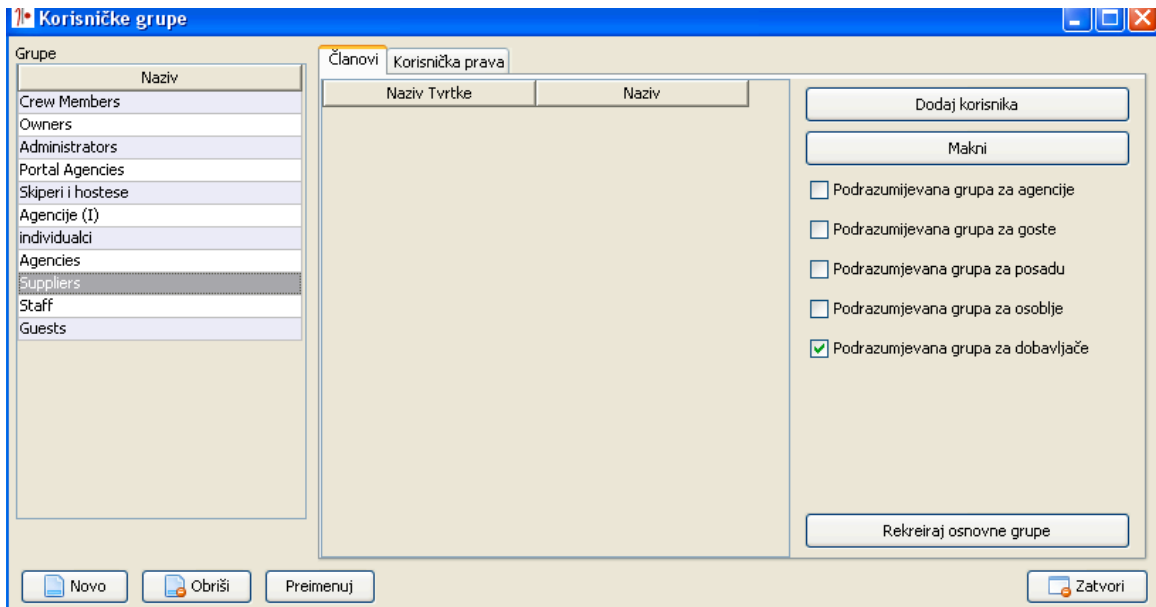 Korisničke grupe
Grupe
Naziv
Crew Members
Owners
Administrators
Portal Agencies
Skiperi i hostese
Agencije (I)
individualci
Agencies
Suppliers
Staff
Guests
Članovi
Korisnička prava
Naziv Tvrtke
Naziv
Dodaj korisnika
Makni
Podrazumijevana grupa za agencije
Podrazumijevana grupa za goste
Podrazumjevana grupa za posadu
Podrazumjevana grupa za osoblje
Podrazumjevana grupa za dobavljače
Rekreiraj osnovne grupe
Novo
Obriši
Preimenuj
Zatvori